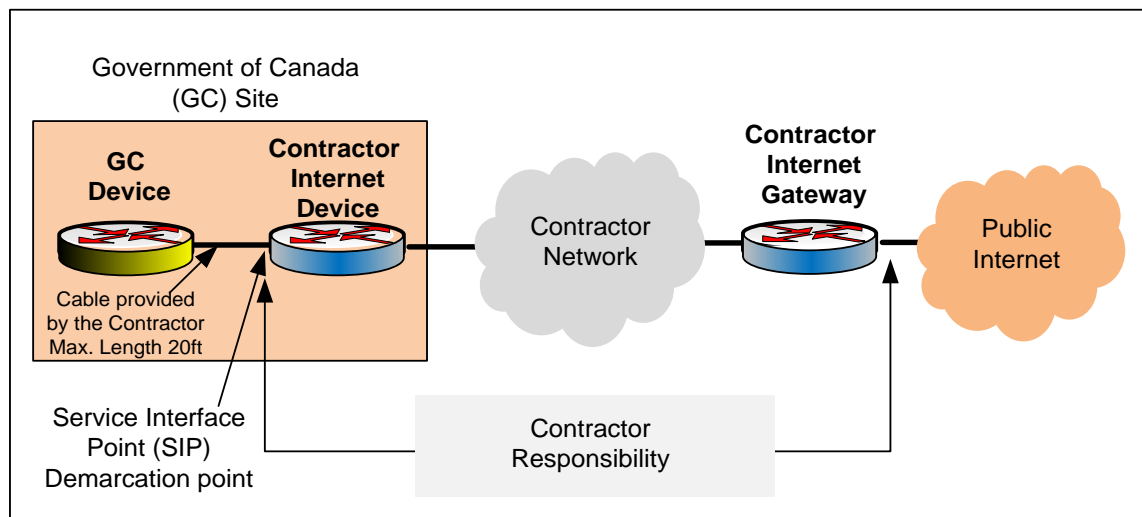 Government of Canada
(GC) Site
GC
Device
Contractor
Internet
Device
Cable provided
by the Contractor
Max. Length 20ft
Service Interface
Point (SIP)
Demarcation point
Contractor
Network
Contractor
Internet
Gateway
Public
Internet
Contractor
Responsibility